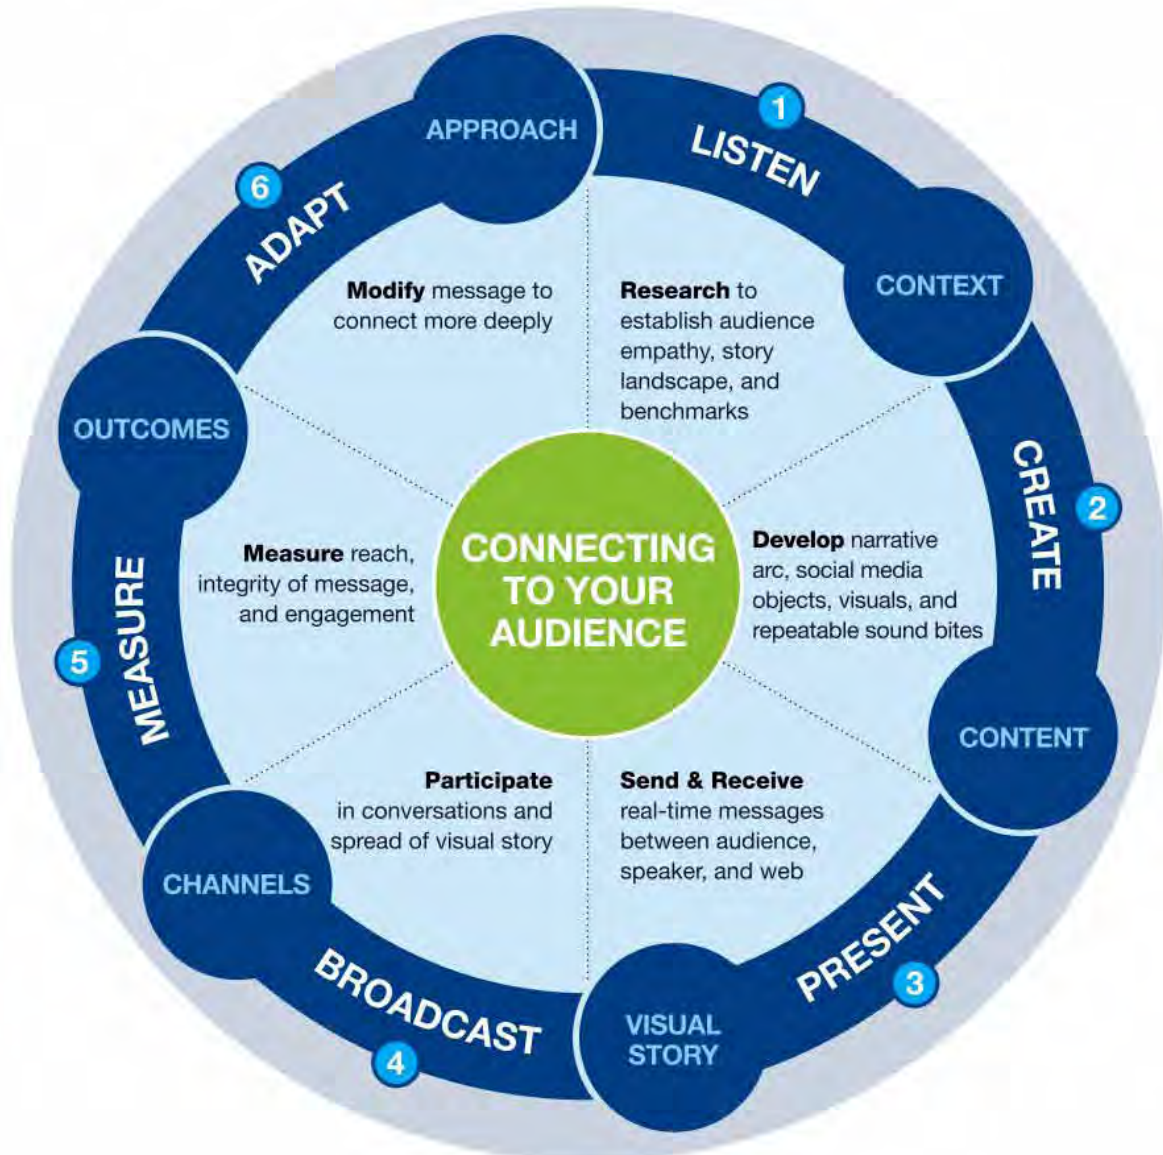 CONNECTING
TO YOUR
AUDIENCE
1
LISTEN
CONTEXT
Research to
establish audience
empathy, story
landscape, and
benchmarks
2
CREATE
CONTENT
Develop narrative
arc, social media
objects, visuals, and
repeatable sound bites
3
PRESENT
VISUAL
STORY
Send & Receive
real-time messages
between audience,
speaker, and web
4
BROADCAST
CHANNELS
Participate
in conversations and
spread of visual story
5
MEASURE
OUTCOMES
Measure reach,
integrity of message,
and engagement
6
ADAPT
APPROACH
Modify message to
connect more deeply